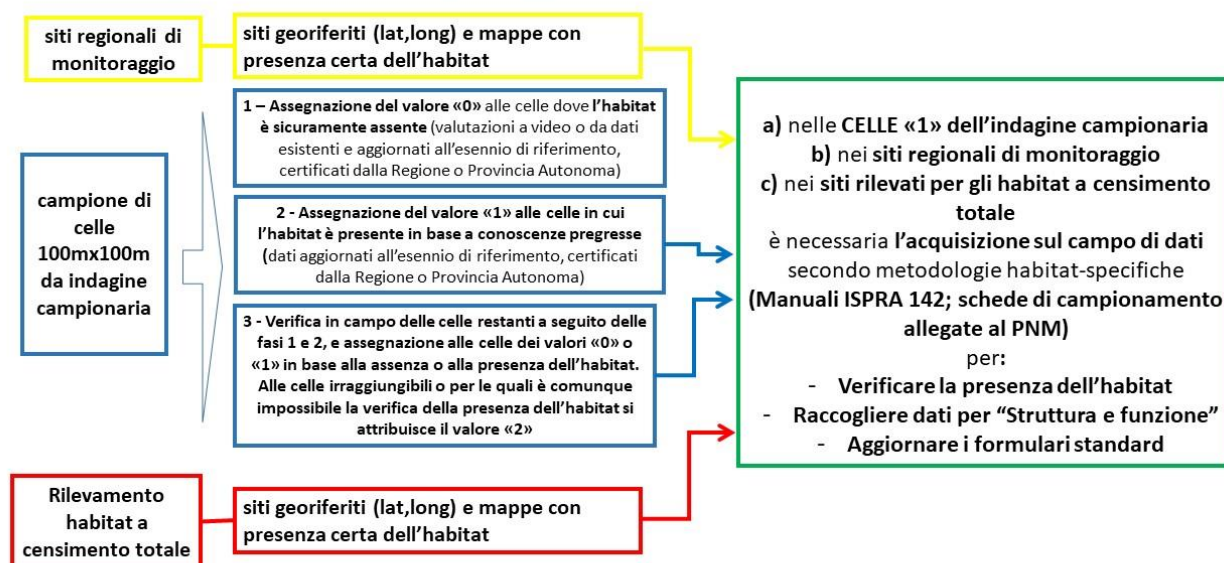 siti regionali di
monitoraggio
siti georiferiti (lat,long) e mappe con
presenza certa dell'habitat
campione di
celle
100mx100m
da indagine
campionaria
1 – Assegnazione del valore «0» alle celle dove l'habitat
è sicuramente assente (valutazioni a video o da dati
esistenti e aggiornati all'esennio di riferimento,
certificati dalla Regione o Provincia Autonoma)
2 - Assegnazione del valore «1» alle celle in cui
l'habitat è presente in base a conoscenze pregresse
(dati aggiornati all'esennio di riferimento, certificati
dalla Regione o Provincia Autonoma)
3 - Verifica in campo delle celle restanti a seguito delle
fasi 1 e 2, e assegnazione alle celle dei valori «0» o
«1» in base alla assenza o alla presenza dell'habitat.
Alle celle irraggiungibili o per le quali è comunque
impossibile la verifica della presenza dell'habitat si
attribuisce il valore «2»
Rilevamento
habitat a
censimento totale
siti georiferiti (lat,long) e mappe con
presenza certa dell'habitat
a) nelle CELLE «1» dell'indagine campionaria
b) nei siti regionali di monitoraggio
c) nei siti rilevati per gli habitat a censimento
totale
è necessaria l'acquisizione sul campo di dati
secondo metodologie habitat-specifiche
(Manuali ISPRA 142; schede di campionamento
allegate al PNM)
per:
- Verificare la presenza dell'habitat
- Raccogliere dati per "Struttura e funzione"
- Aggiornare i formulari standard